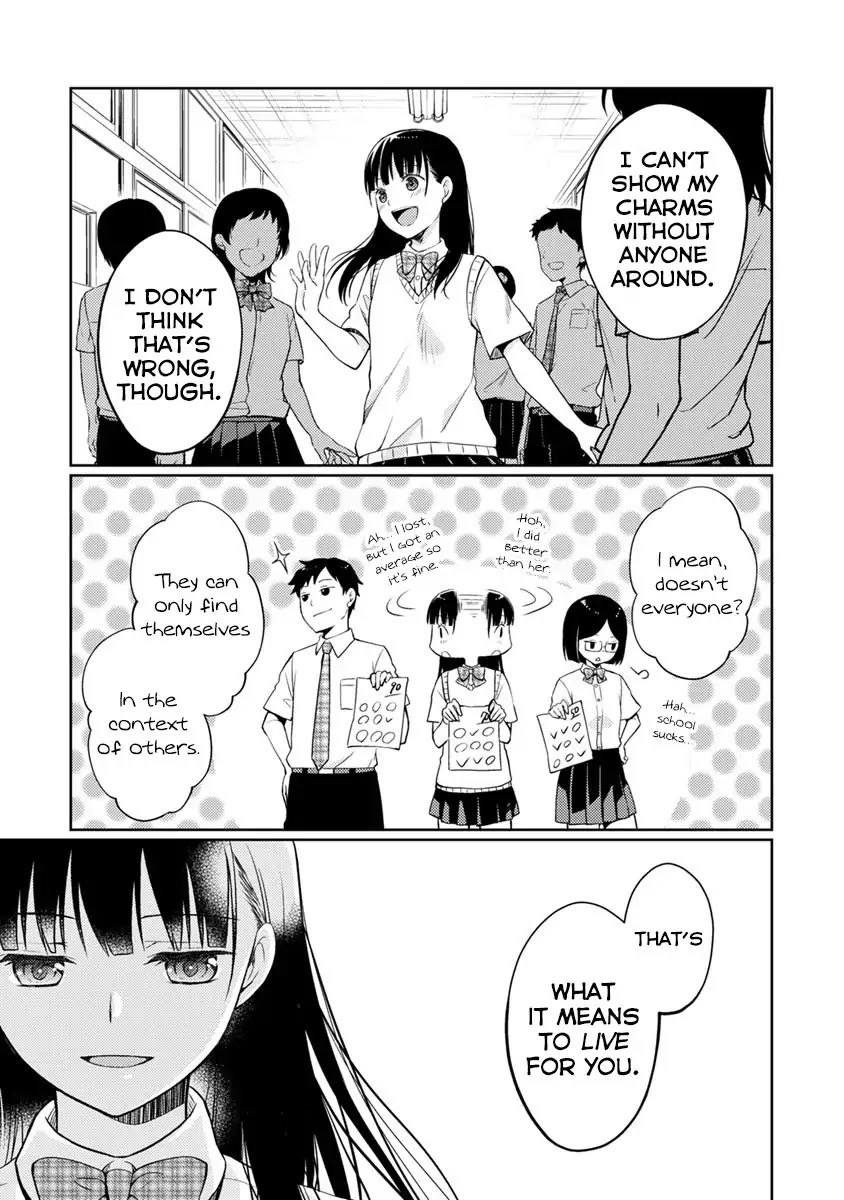 I CAN'T
SHOW MY
CHARMS
WITHOUT
ANYONE
AROUND.
I DON'T
THINK
THAT'S
WRONG,
THOUGH.
I mean,
doesn't
everyone?
Hoh,
I did
better
than her.
Ah... I lost,
but I got an
average so
it's fine.
Hah...
school
sucks...
90
50
They can
only find
themselves
In the
context
of others.
THAT'S
WHAT
IT MEANS
TO LIVE
FOR YOU.